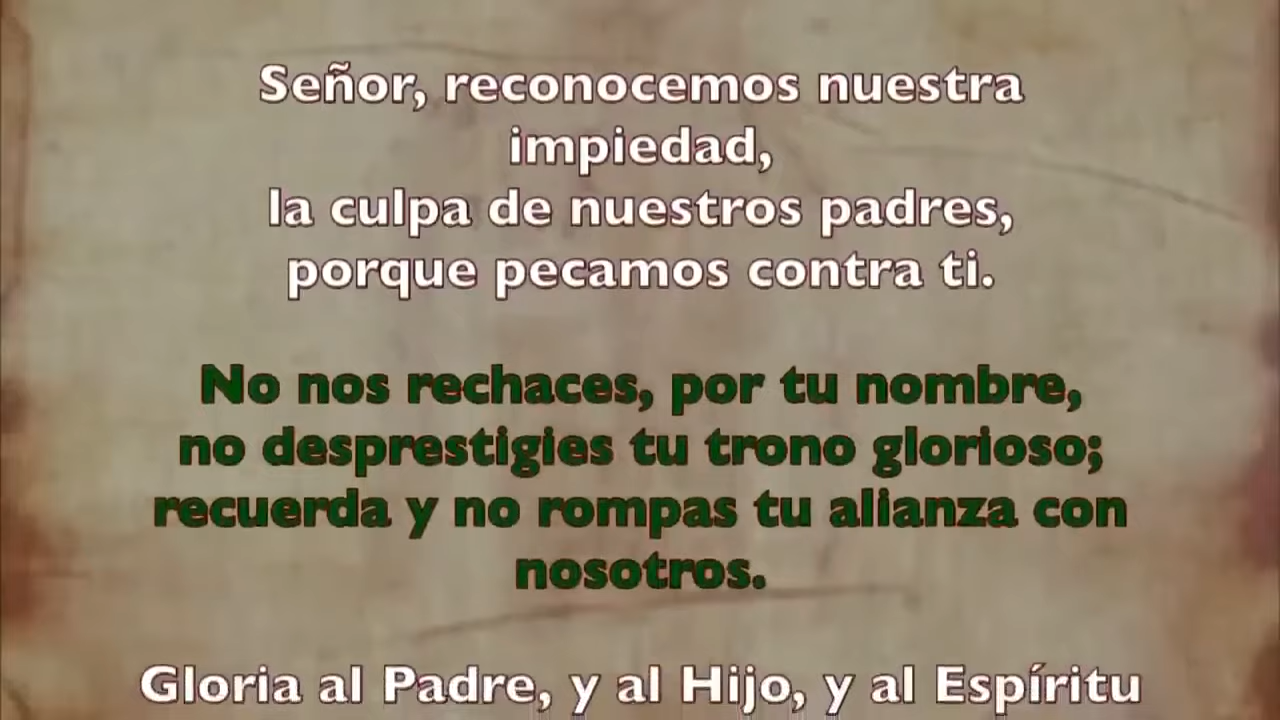 Señor, reconocemos nuestra
impiedad,
la culpa de nuestros padres,
porque pecamos contra ti.
No nos rechaces, por tu nombre,
no desprestigies tu trono glorioso;
recuerda y no rompas tu alianza con
nosotros.
Gloria al Padre, y al Hijo, y al Espíritu